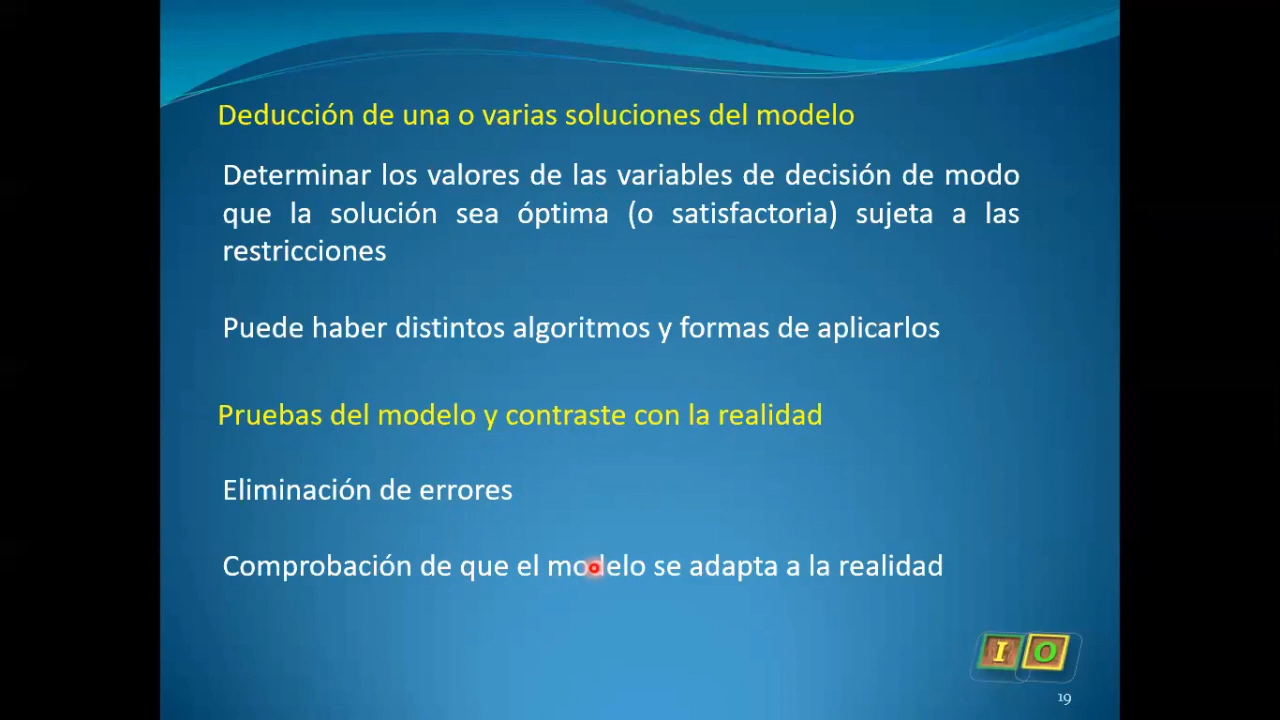 Deducción de una o varias soluciones del modelo
Determinar los valores de las variables de decisión de modo
que la solución sea óptima (o satisfactoria) sujeta a las
restricciones
Puede haber distintos algoritmos y formas de aplicarlos
Pruebas del modelo y contraste con la realidad
Eliminación de errores
Comprobación de que el modelo se adapta a la realidad
I O
19